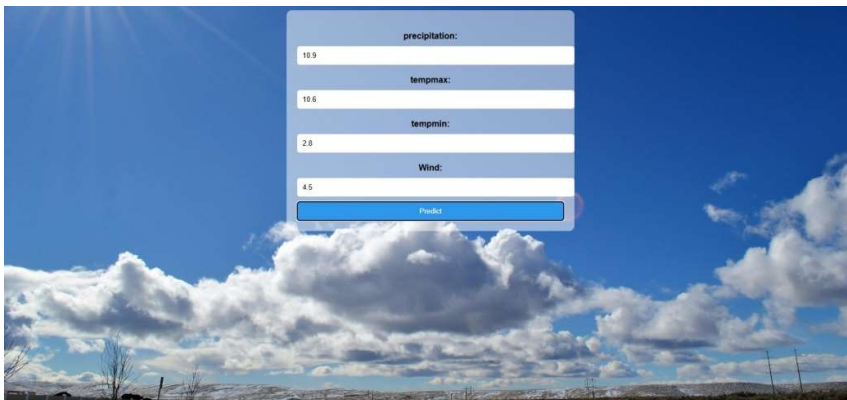 precipitation:
10.9
tempmax:
10.6
tempmin:
2.8
Wind:
4.5
Predict